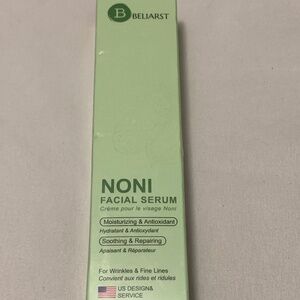 B BELIARST
NONI
FACIAL SERUM
Crème pour le visage Noni
Moisturizing & Antioxidant
Hydratant & Antioxydant
Soothing & Repairing
Apaisant & Réparateur
For Wrinkles & Fine Lines
Convient aux rides et ridules
US DESIGN&
SERVICE